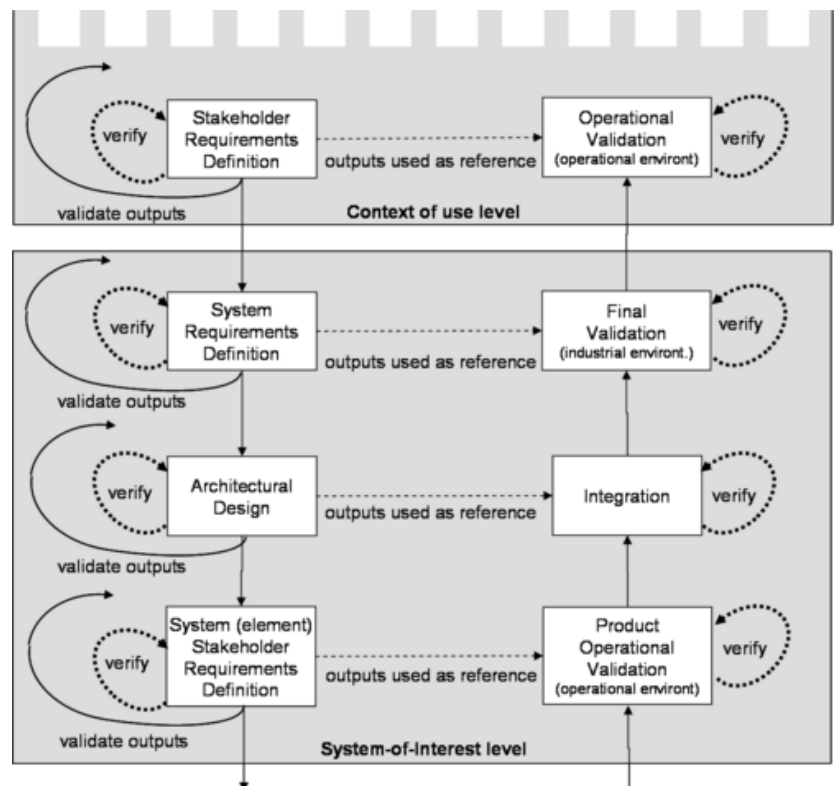 verify
Stakeholder
Requirements
Definition
outputs used as reference
Operational
Validation
(operational environt)
verify
validate outputs
Context of use level
verify
System
Requirements
Definition
outputs used as reference
Final
Validation
(industrial environt.)
verify
validate outputs
verify
Architectural
Design
outputs used as reference
Integration
verify
validate outputs
verify
System (element)
Stakeholder
Requirements
Definition
outputs used as reference
Product
Operational
Validation
(operational environt)
verify
validate outputs
System-of-Interest level